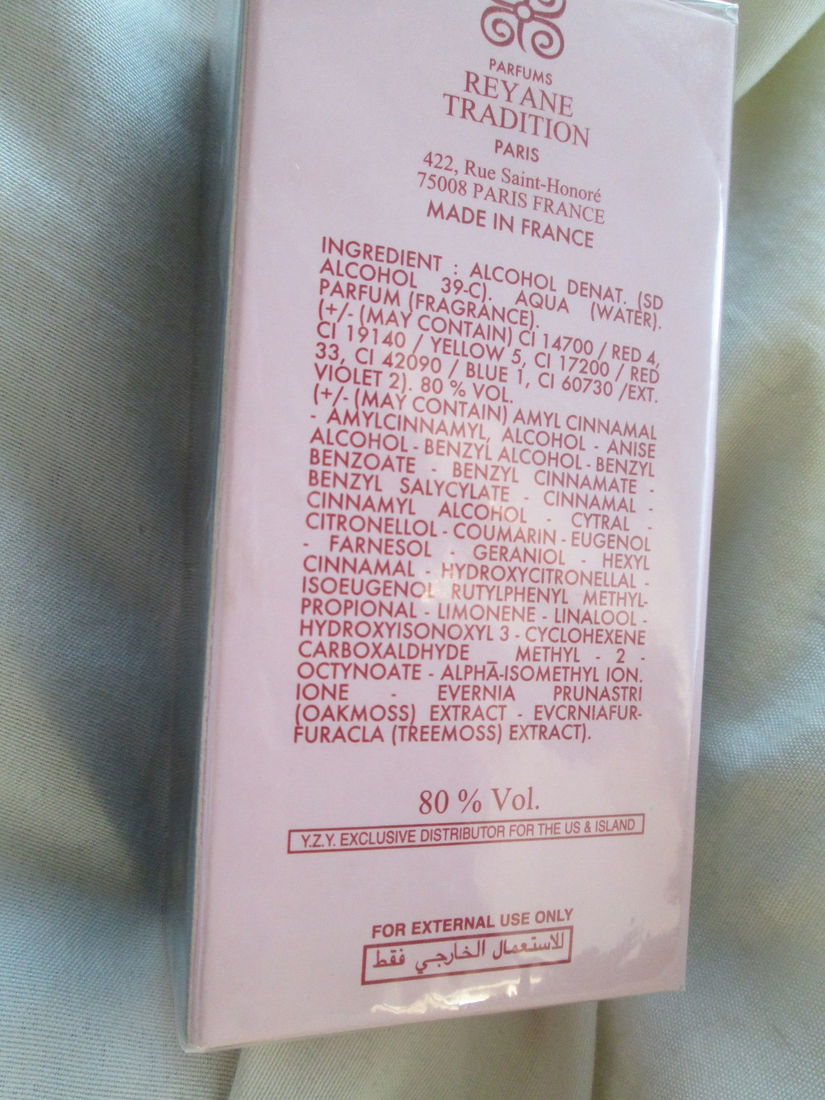 PARFUMS
REYANE
TRADITION
PARIS
422, Rue Saint-Honoré
75008 PARIS FRANCE
MADE IN FRANCE
INGREDIENT : ALCOHOL DENAT. (SD
ALCOHOL 39-C). AQUA (WATER).
PARFUM (FRAGRANCE).
(+/- (MAY CONTAIN) CI 14700 / RED 4,
CI 19140 / YELLOW 5, CI 17200 / RED
33, CI 42090 / BLUE 1, CI 60730 /EXT.
VIOLET 2). 80 % VOL.
(+/- (MAY CONTAIN) AMYL CINNAMAL
- AMYLCINNAMYL, ALCOHOL - ANISE
ALCOHOL - BENZYL ALCOHOL - BENZYL
BENZOATE - BENZYL CINNAMATE -
BENZYL SALYCYLATE - CINNAMAL -
CINNAMYL ALCOHOL - CYTRAL -
CITRONELLOL - COUMARIN - EUGENOL
- FARNESOL - GERANIOL - HEXYL
CINNAMAL - HYDROXYCITRONELLAL -
ISOEUGENOL RUTYLPHENYL METHYL-
PROPIONAL - LIMONENE - LINALOOL -
HYDROXYISONOXYL 3 - CYCLOHEXENE
CARBOXALDHYDE _ METHYL - 2 -
OCTYNOATE - ALPHA-ISOMETHYL ION.
IONE - EVERNIA PRUNASTRI
(OAKMOSS) EXTRACT - EVCRNIAFUR-
FURACLA (TREEMOSS) EXTRACT).
80 % Vol.
Y.Z.Y. EXCLUSIVE DISTRIBUTOR FOR THE US & ISLAND
FOR EXTERNAL USE ONLY
للاستعمال الخارجي فقط